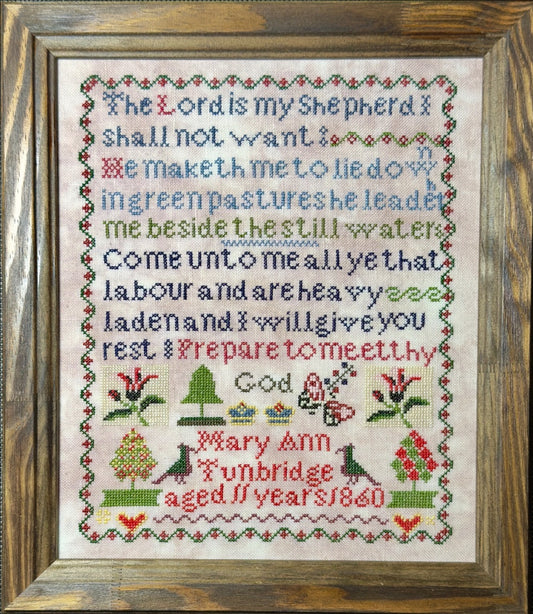 The Lord is my Shepherd I
shall not want :
He maketh me to lie down
in green pastures he leadeth
me beside the still waters
Come unto me all ye that
labour and are heavy
laden and I will give you
rest : Prepare to meet thy
God
Mary Ann
Tunbridge
aged 11 years 1860